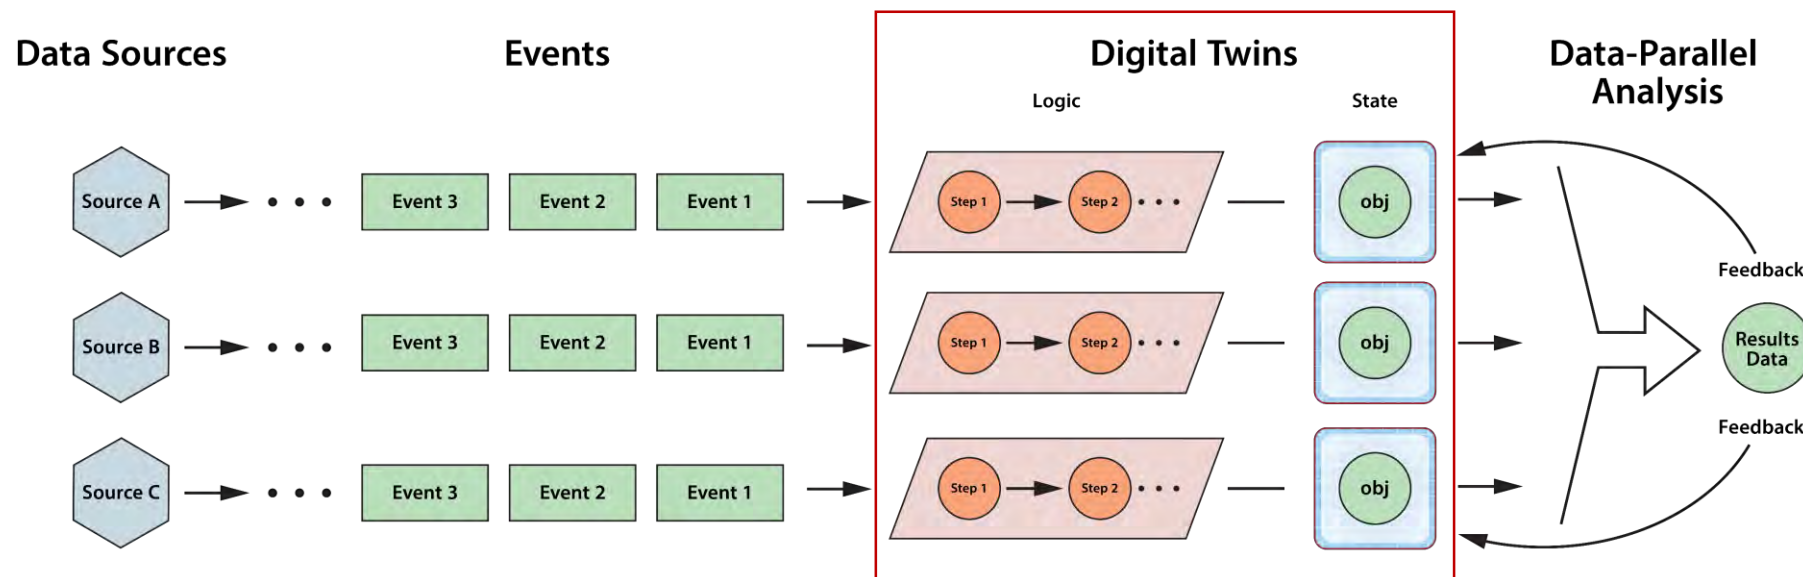 Data Sources
Events
Digital Twins
Data-Parallel
Analysis
Logic
State
Source A
Event 3
Event 2
Event 1
Step 1
Step 2
obj
Feedback
Source B
Event 3
Event 2
Event 1
Step 1
Step 2
obj
Results
Data
Feedback
Source C
Event 3
Event 2
Event 1
Step 1
Step 2
obj